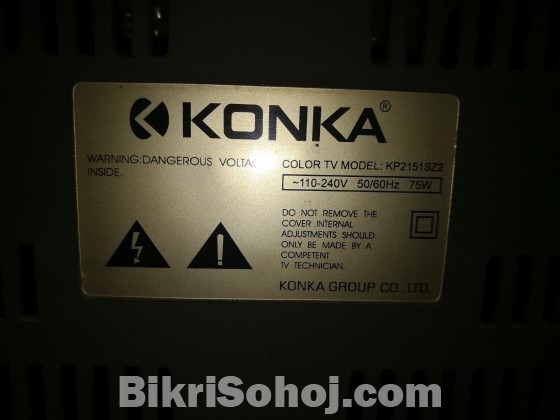 KONKA®
WARNING:DANGEROUS VOLTAGE
INSIDE.
COLOR TV MODEL: KP2151SZ2
~110-240V 50/60Hz 75W
DO NOT REMOVE THE
COVER .INTERNAL
ADJUSTMENTS SHOULD
ONLY BE MADE BY A
COMPETENT
TV TECHNICIAN.
KONKA GROUP CO.,LTD.
BikriSohoj.com